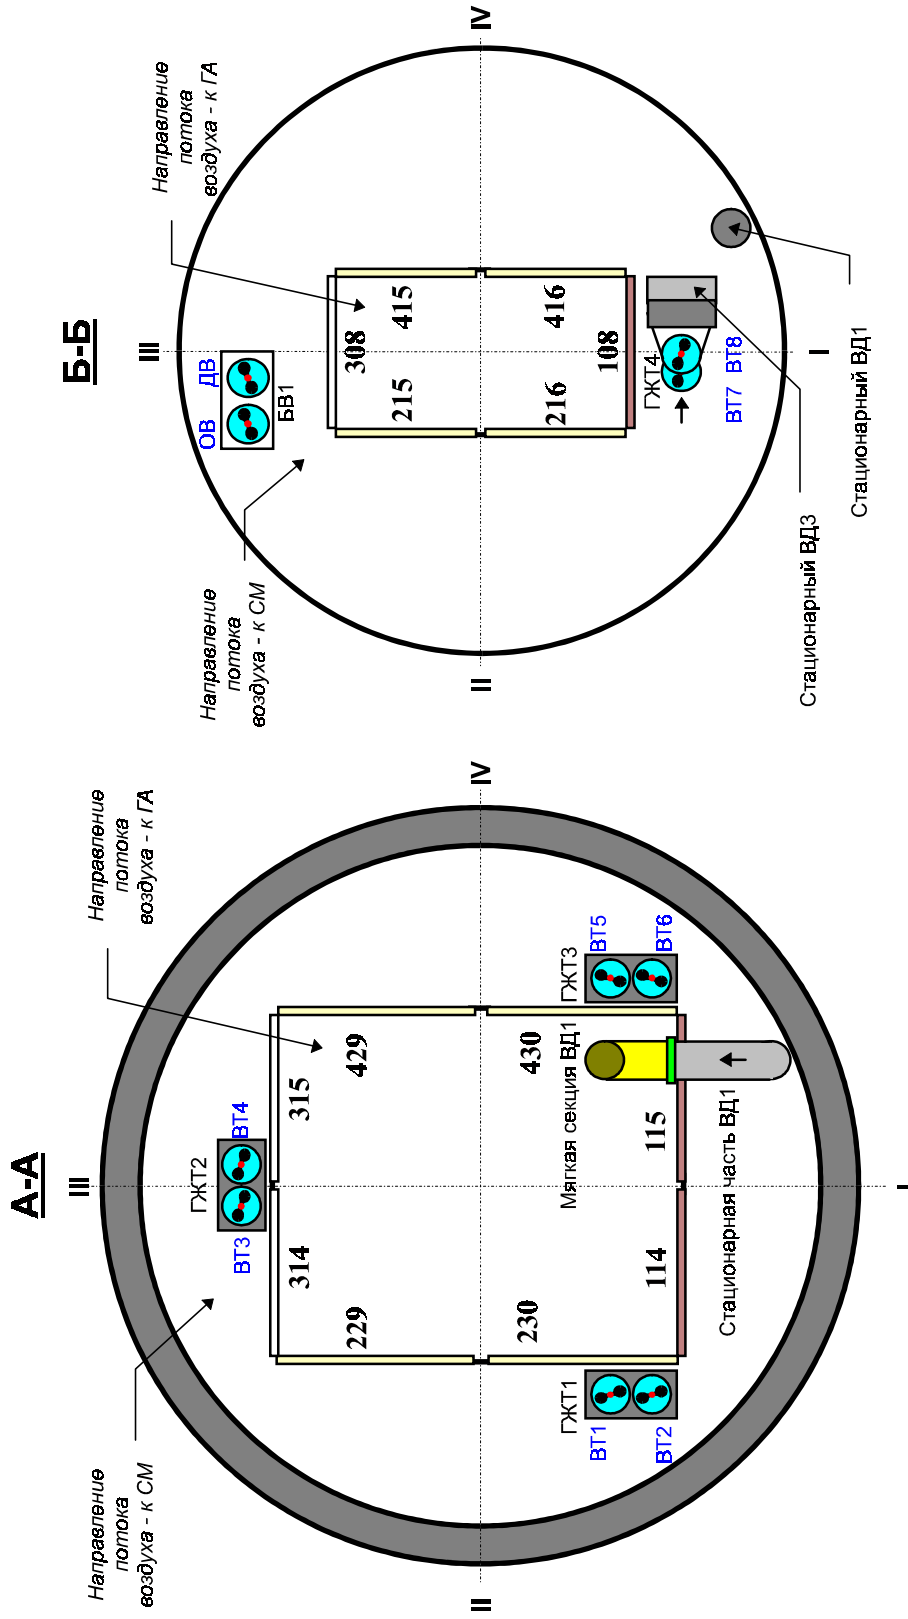 А-А
III
Направление
потока
воздуха - к СМ
Направление
потока
воздуха - к ГА
ГЖТ2
ВТ3
ВТ4
314
315
229
429
II
IV
230
430
ГЖТ1
ВТ1
ВТ2
ГЖТ3
ВТ5
ВТ6
Мягкая секция ВД1
114
115
Стационарная часть ВД1
I
Б-Б
III
Направление
потока
воздуха - к СМ
Направление
потока
воздуха - к ГА
ОВ
ДВ
БВ1
308
215
415
II
IV
216
416
108
ГЖТ4
ВТ7
ВТ8
I
Стационарный ВД3
Стационарный ВД1